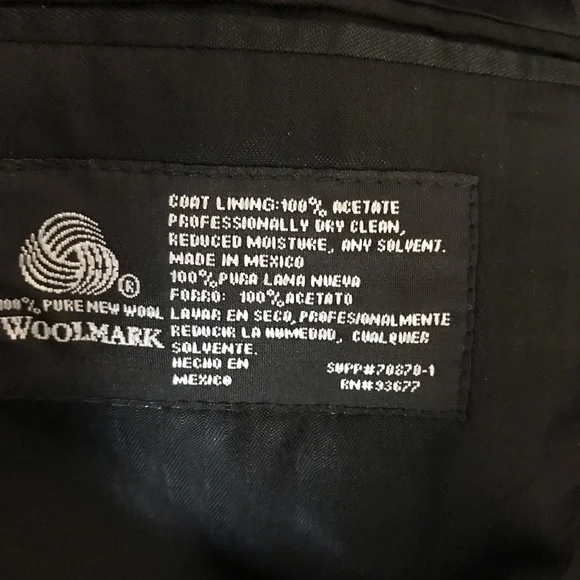 COAT LINING:100% ACETATE
PROFESSIONALLY DRY CLEAN,
REDUCED MOISTURE, ANY SOLVENT.
MADE IN MEXICO
100% PURA LANA NUEVA
FORRO: 100% ACETATO
LAVAR EN SECO, PROFESIONALMENTE
REDUCIR LA HUMEDAD, CUALQUIER
SOLVENTE.
HECHO EN
MEXICO
SUPP#70870-1
RN#93677
®
100% PURE NEW WOOL
WOOLMARK